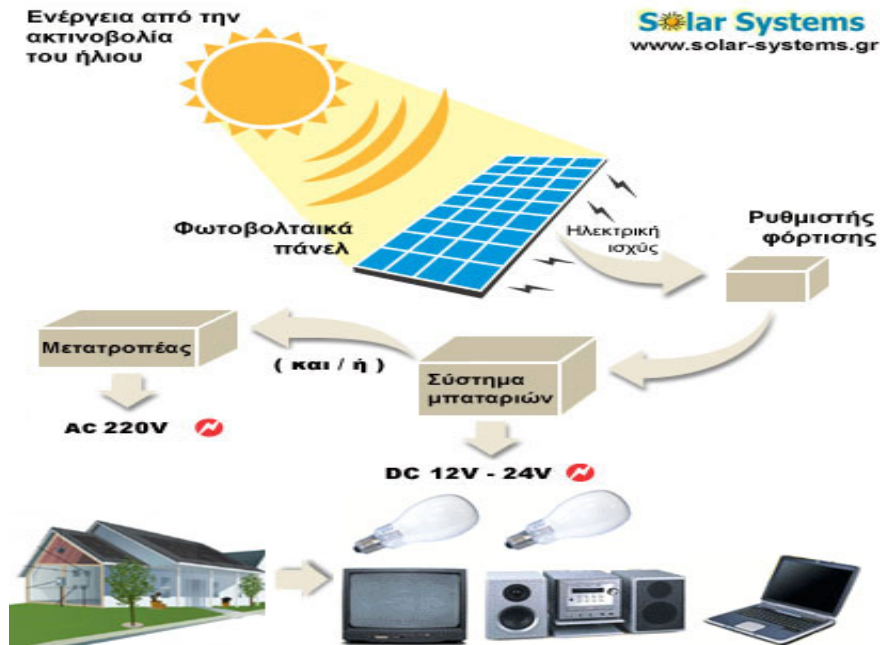 Ενέργεια από την
ακτινοβολία
του ήλιου
Solar Systems
www.solar-systems.gr
Φωτοβολταικά
πάνελ
Ηλεκτρική
ισχύς
Ρυθμιστής
φόρτισης
Μετατροπέας
( και / ή )
Σύστημα
μπαταριών
AC 220V
DC 12V - 24V